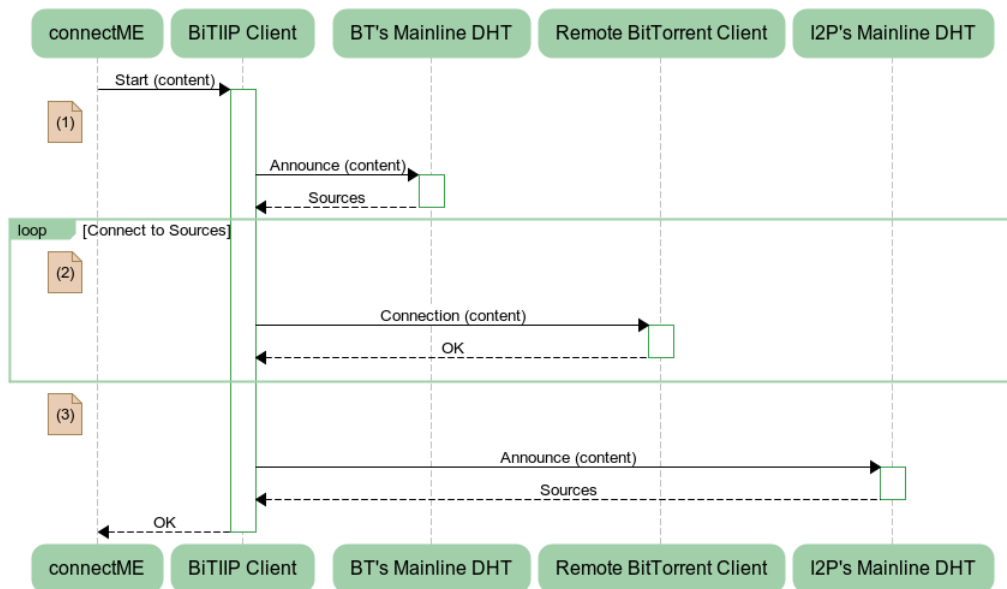 connectME
BiTIIP Client
BT's Mainline DHT
Remote BitTorrent Client
I2P's Mainline DHT
Start (content)
(1)
Announce (content)
Sources
loop
[Connect to Sources]
(2)
Connection (content)
OK
(3)
Announce (content)
Sources
OK
connectME
BiTIIP Client
BT's Mainline DHT
Remote BitTorrent Client
I2P's Mainline DHT